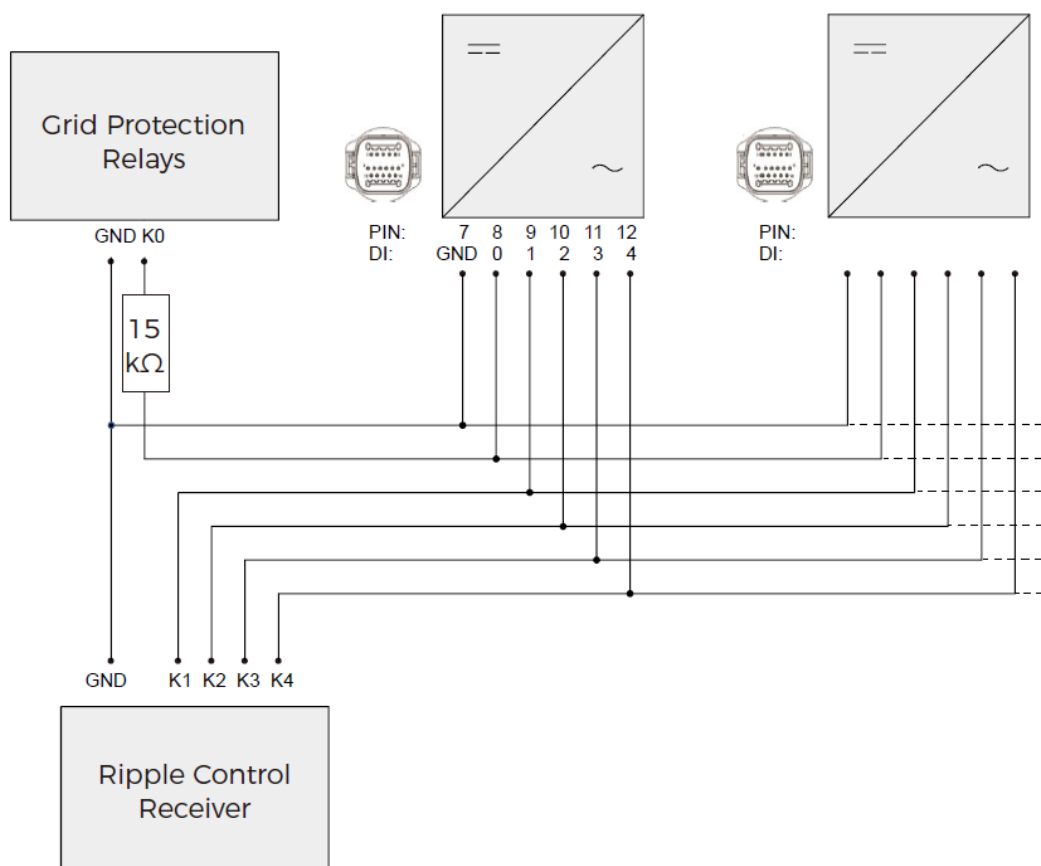 Grid Protection
Relays
GND K0
15
kΩ
PIN: 7 8 9 10 11 12
DI: GND 0 1 2 3 4
PIN:
DI:
GND K1 K2 K3 K4
Ripple Control
Receiver